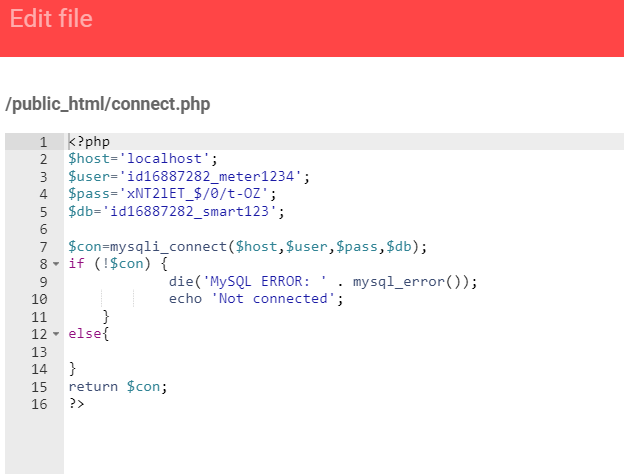 Edit file
/public_html/connect.php
1 <?php
2 $host='localhost';
3 $user='id16887282_meter1234';
4 $pass='xNT2lET_$/0/t-OZ';
5 $db='id16887282_smart123';
6
7 $con=mysqli_connect($host,$user,$pass,$db);
8 if (!$con) {
9 die('MySQL ERROR: ' . mysql_error());
10 echo 'Not connected';
11 }
12 else{
13
14 }
15 return $con;
16 ?>